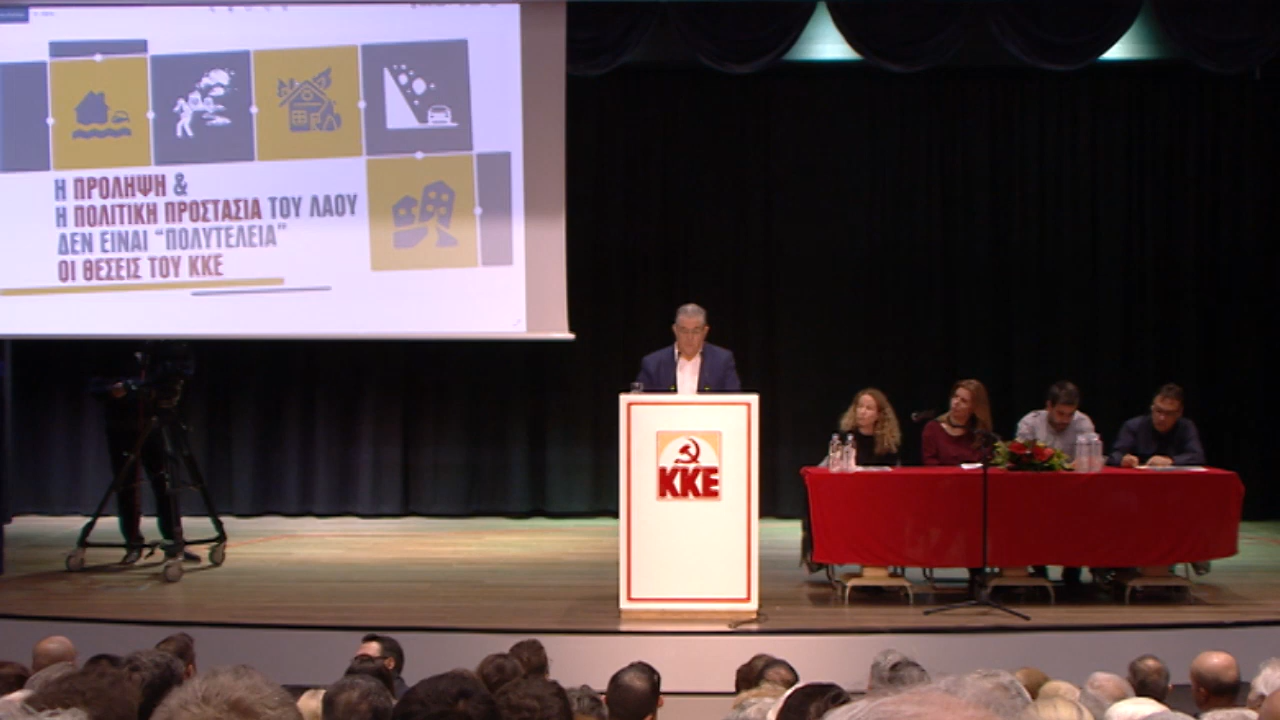 Η ΠΡΟΛΗΨΗ &
Η ΠΟΛΙΤΙΚΗ ΠΡΟΣΤΑΣΙΑ ΤΟΥ ΛΑΟΥ
ΔΕΝ ΕΙΝΑΙ “ΠΟΛΥΤΕΛΕΙΑ”
ΟΙ ΘΕΣΕΙΣ ΤΟΥ ΚΚΕ
ΚΚΕ